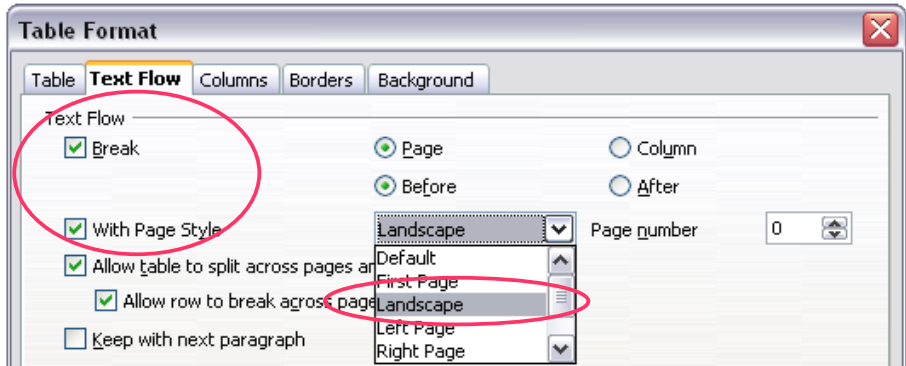 Table Format
Table Text Flow Columns Borders Background
Text Flow
Break Page Column
Before After
With Page Style Landscape Page number 0
Default
Allow table to split across pages
First Page
Allow row to break across page Landscape
Left Page
Keep with next paragraph
Right Page